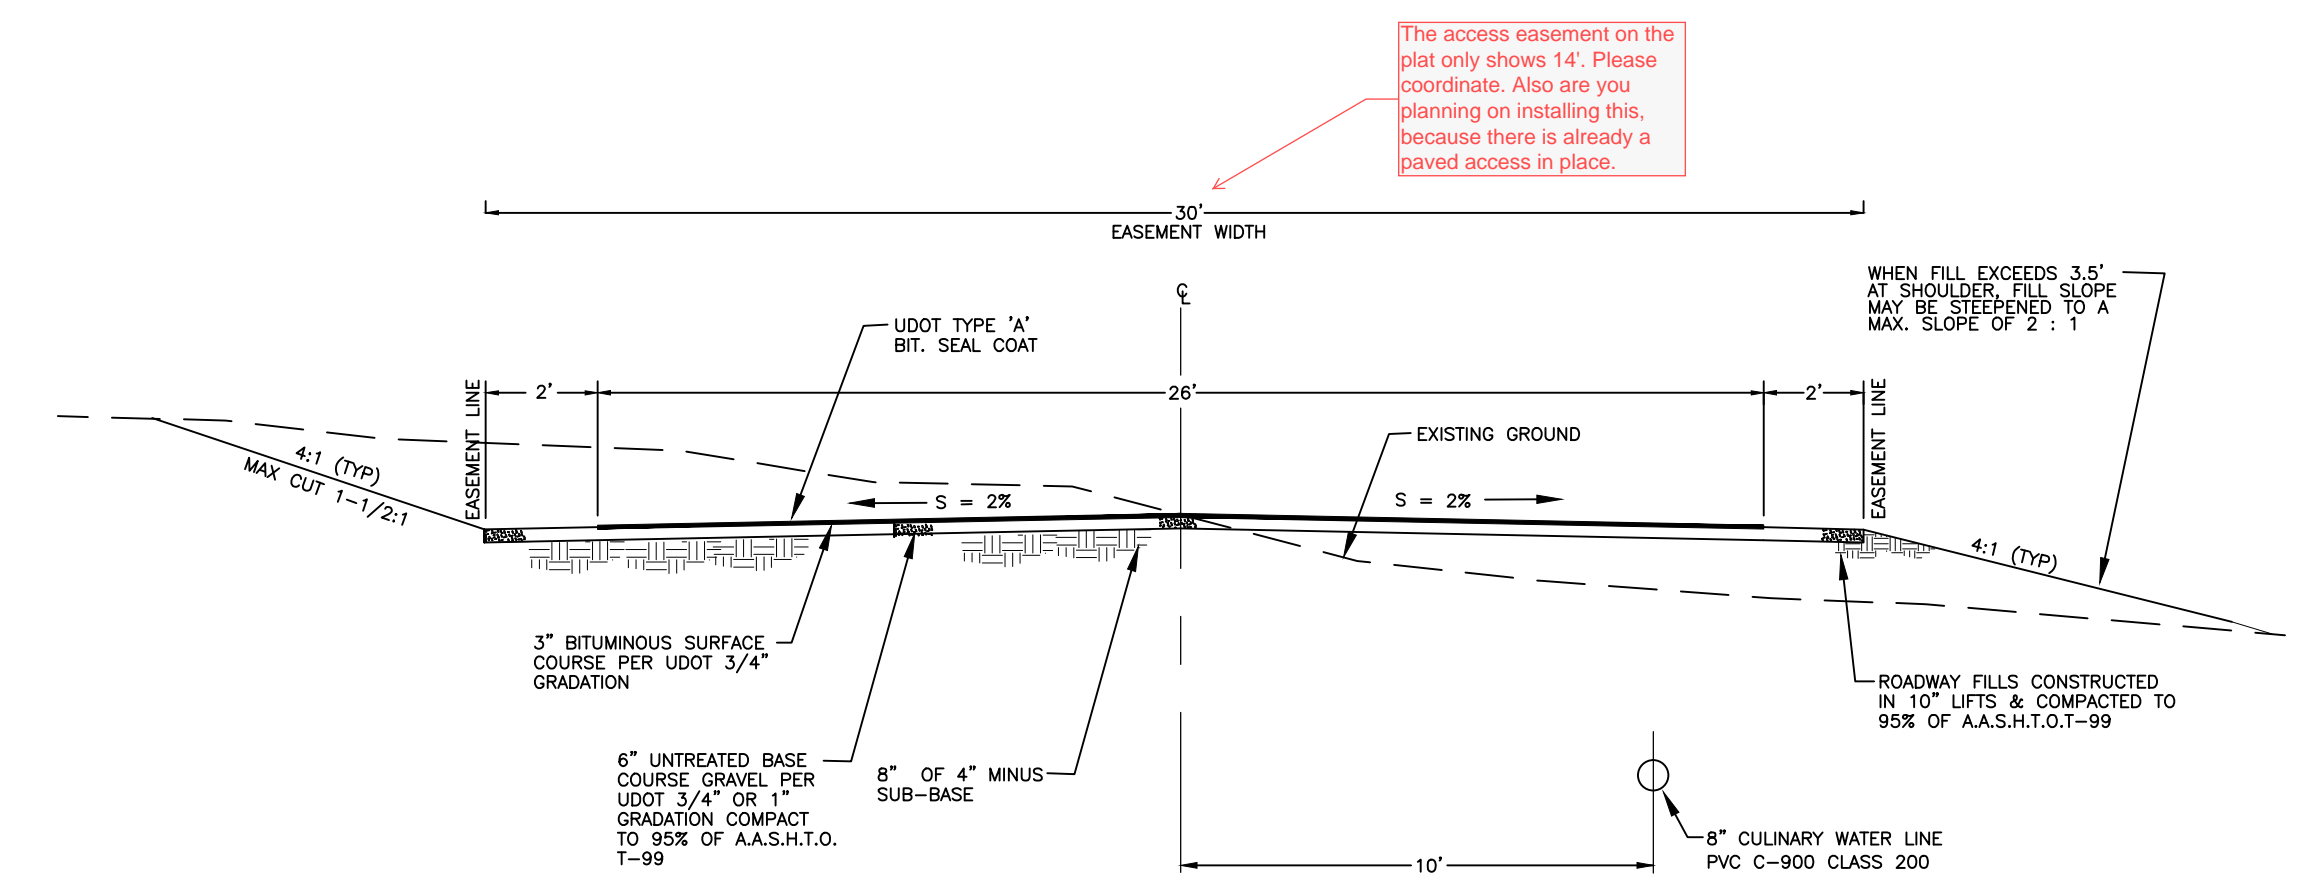 The access easement on the
plat only shows 14'. Please
coordinate. Also are you
planning on installing this,
because there is already a
paved access in place.
30'
EASEMENT WIDTH
WHEN FILL EXCEEDS 3.5'
AT SHOULDER, FILL SLOPE
MAY BE STEEPENED TO A
MAX. SLOPE OF 2 : 1
℄
UDOT TYPE 'A'
BIT. SEAL COAT
EASEMENT LINE
2'
26'
2'
EASEMENT LINE
EXISTING GROUND
4:1 (TYP)
MAX CUT 1-1/2:1
S = 2%
S = 2%
4:1 (TYP)
3" BITUMINOUS SURFACE
COURSE PER UDOT 3/4"
GRADATION
ROADWAY FILLS CONSTRUCTED
IN 10" LIFTS & COMPACTED TO
95% OF A.A.S.H.T.O.T-99
6" UNTREATED BASE
COURSE GRAVEL PER
UDOT 3/4" OR 1"
GRADATION COMPACT
TO 95% OF A.A.S.H.T.O.
T-99
8" OF 4" MINUS
SUB-BASE
8" CULINARY WATER LINE
PVC C-900 CLASS 200
10'